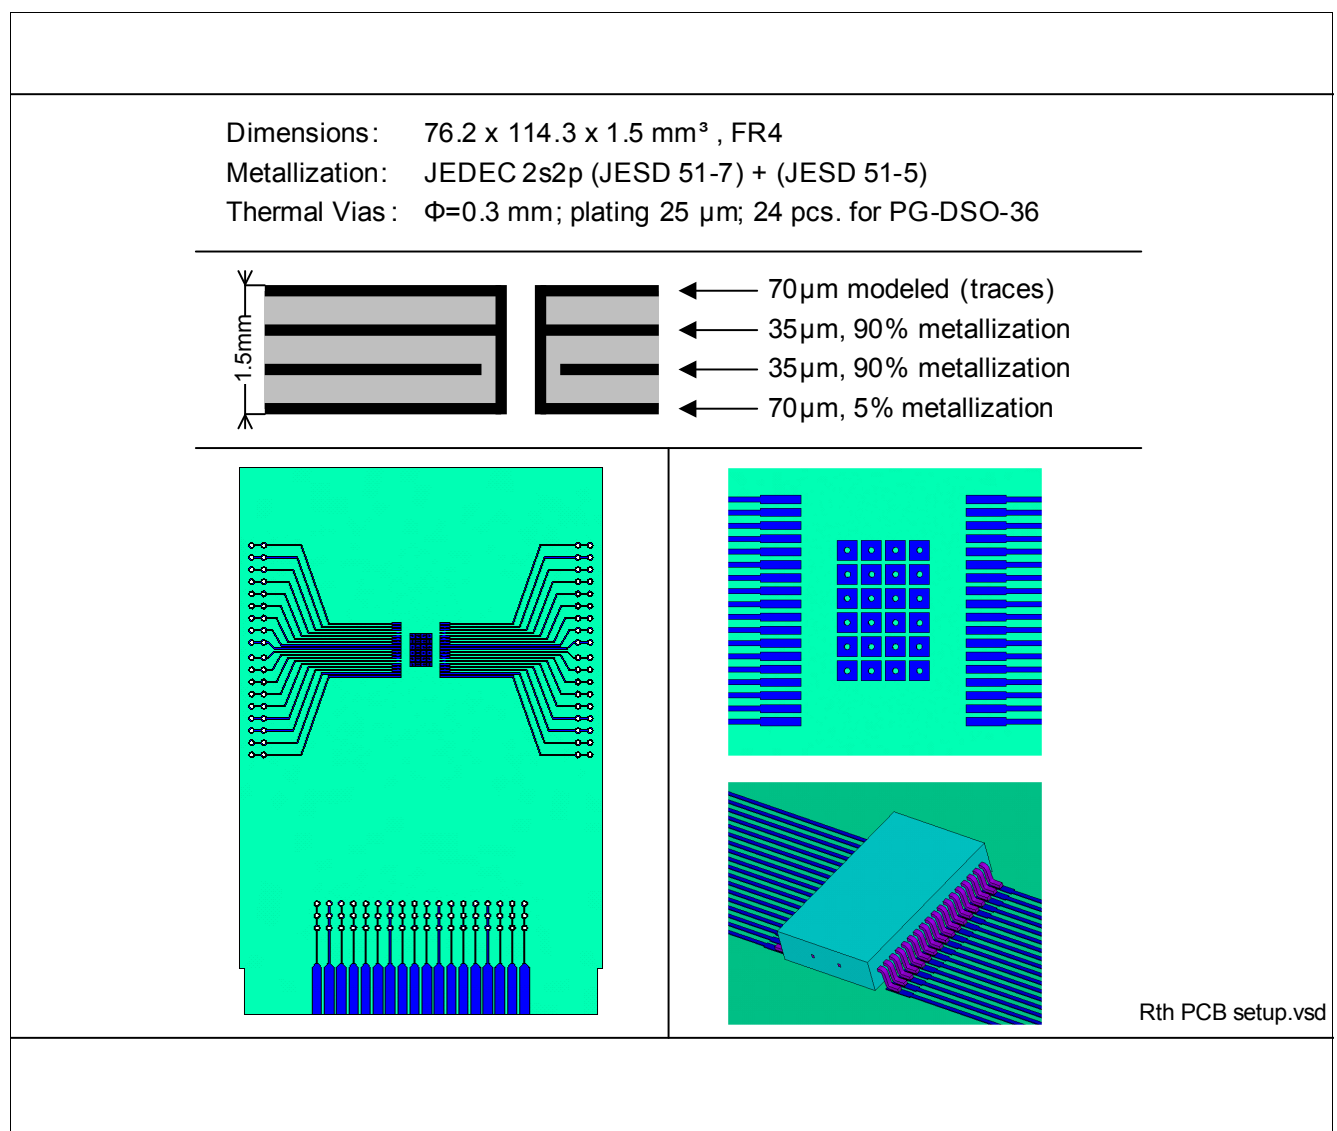 Dimensions: 76.2 x 114.3 x 1.5 mm³ , FR4
Metallization: JEDEC 2s2p (JESD 51-7) + (JESD 51-5)
Thermal Vias : Φ=0.3 mm; plating 25 µm; 24 pcs. for PG-DSO-36
1.5mm
70µm modeled (traces)
35µm, 90% metallization
35µm, 90% metallization
70µm, 5% metallization
Rth PCB setup.vsd